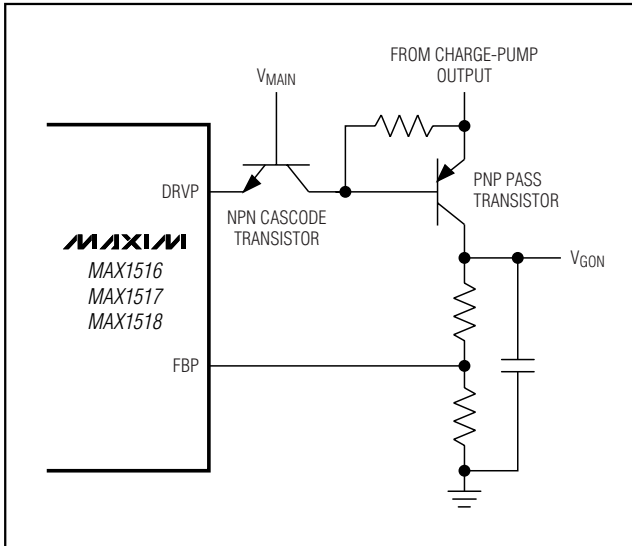 FROM CHARGE-PUMP
OUTPUT
VMAIN
DRVP
NPN CASCODE
TRANSISTOR
PNP PASS
TRANSISTOR
MAXIM
MAX1516
MAX1517
MAX1518
VGON
FBP